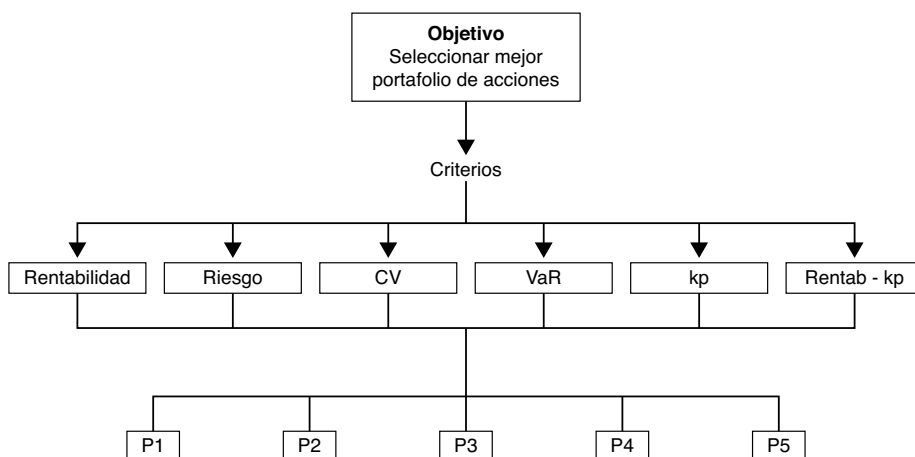 Objetivo
Seleccionar mejor
portafolio de acciones
Criterios
Rentabilidad
Riesgo
CV
VaR
kp
Rentab - kp
P1
P2
P3
P4
P5